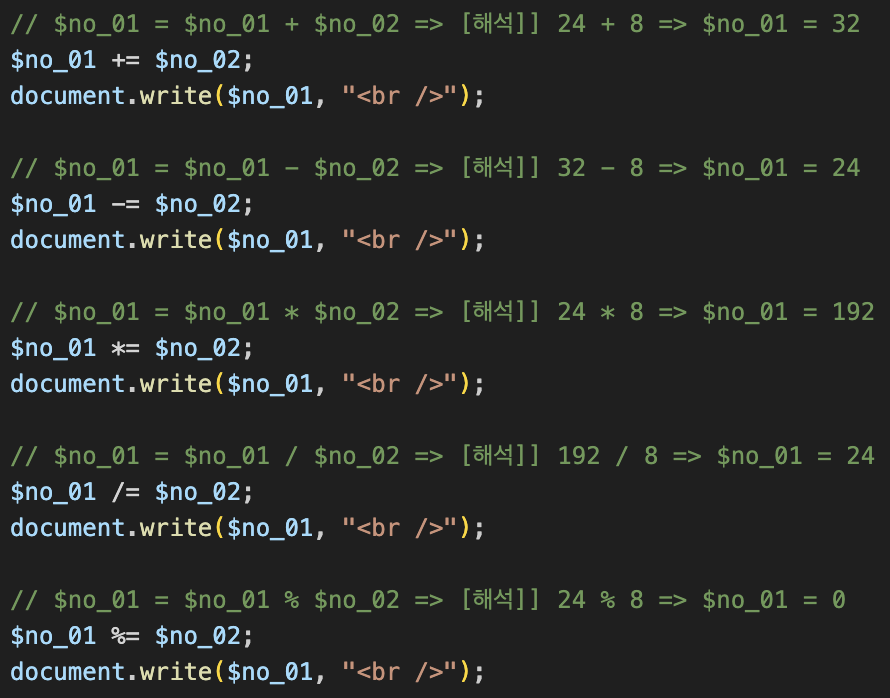 // $no_01 = $no_01 + $no_02 => [해석]] 24 + 8 => $no_01 = 32
$no_01 += $no_02;
document.write($no_01, "<br />");
// $no_01 = $no_01 - $no_02 => [해석]] 32 - 8 => $no_01 = 24
$no_01 -= $no_02;
document.write($no_01, "<br />");
// $no_01 = $no_01 * $no_02 => [해석]] 24 * 8 => $no_01 = 192
$no_01 *= $no_02;
document.write($no_01, "<br />");
// $no_01 = $no_01 / $no_02 => [해석]] 192 / 8 => $no_01 = 24
$no_01 /= $no_02;
document.write($no_01, "<br />");
// $no_01 = $no_01 % $no_02 => [해석]] 24 % 8 => $no_01 = 0
$no_01 %= $no_02;
document.write($no_01, "<br />");